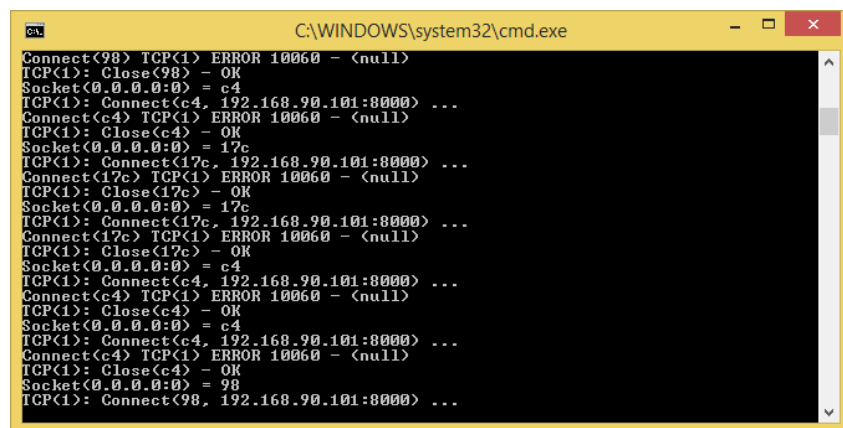 C:\WINDOWS\system32\cmd.exe
Connect(98) TCP(1) ERROR 10060 - (null)
TCP(1): Close(98) - OK
Socket(0.0.0.0:0) = c4
TCP(1): Connect(c4, 192.168.90.101:8000) ...
Connect(c4) TCP(1) ERROR 10060 - (null)
TCP(1): Close(c4) - OK
Socket(0.0.0.0:0) = 17c
TCP(1): Connect(17c, 192.168.90.101:8000) ...
Connect(17c) TCP(1) ERROR 10060 - (null)
TCP(1): Close(17c) - OK
Socket(0.0.0.0:0) = 17c
TCP(1): Connect(17c, 192.168.90.101:8000) ...
Connect(17c) TCP(1) ERROR 10060 - (null)
TCP(1): Close(17c) - OK
Socket(0.0.0.0:0) = c4
TCP(1): Connect(c4, 192.168.90.101:8000) ...
Connect(c4) TCP(1) ERROR 10060 - (null)
TCP(1): Close(c4) - OK
Socket(0.0.0.0:0) = c4
TCP(1): Connect(c4, 192.168.90.101:8000) ...
Connect(c4) TCP(1) ERROR 10060 - (null)
TCP(1): Close(c4) - OK
Socket(0.0.0.0:0) = 98
TCP(1): Connect(98, 192.168.90.101:8000) ...